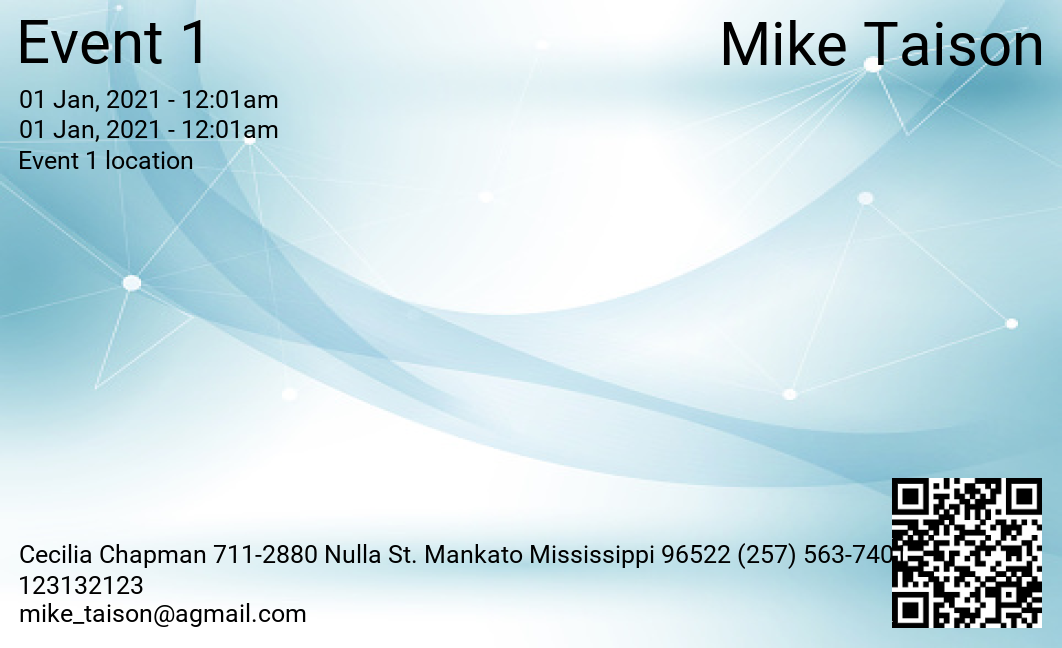 Event 1
Mike Taison
01 Jan, 2021 - 12:01am
01 Jan, 2021 - 12:01am
Event 1 location
Cecilia Chapman 711-2880 Nulla St. Mankato Mississippi 96522 (257) 563-7401
123132123
mike_taison@agmail.com